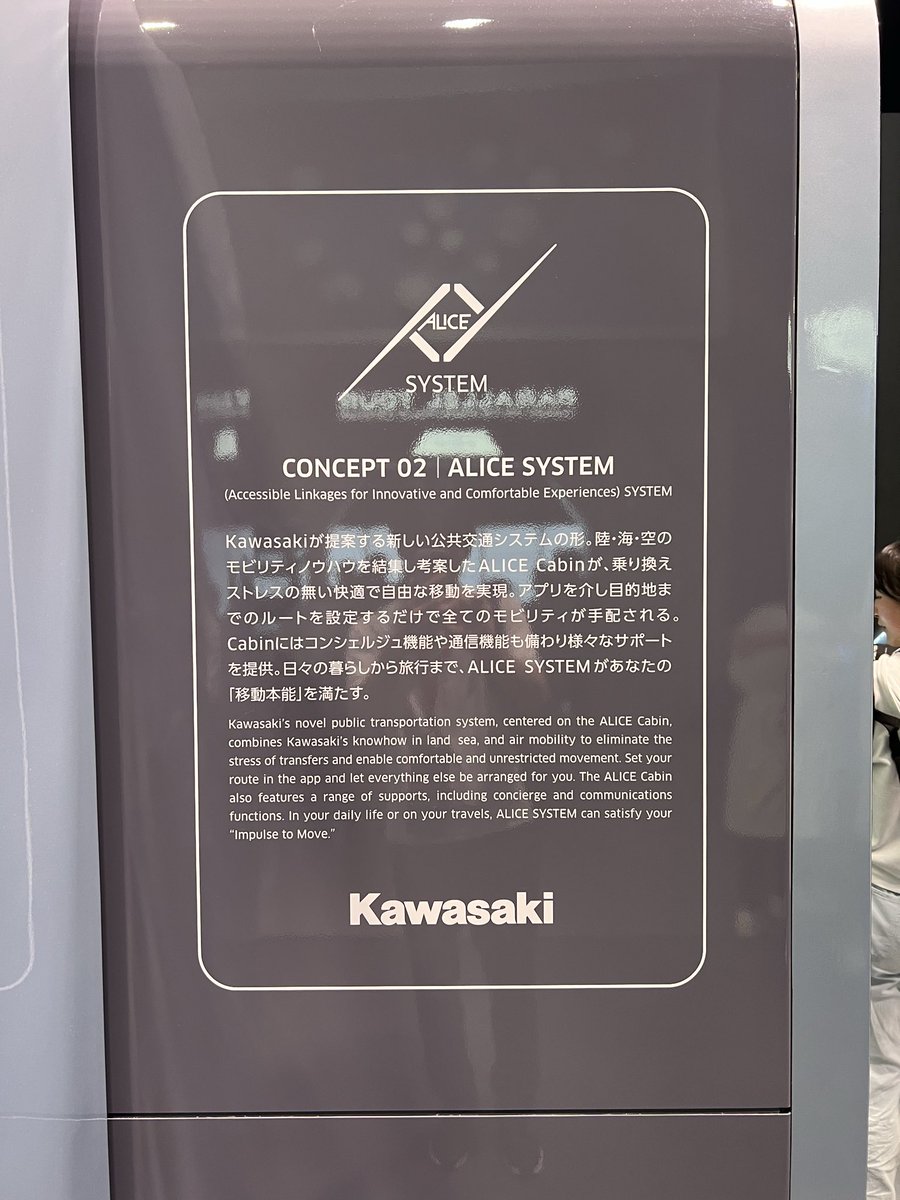 ALICE
SYSTEM
CONCEPT 02 | ALICE SYSTEM
(Accessible Linkages for Innovative and Comfortable Experiences) SYSTEM
Kawasakiが提案する新しい公共交通システムの形。陸・海・空の
モビリティノウハウを結集し考案したALICE Cabinが、乗り換え
ストレスの無い快適で自由な移動を実現。アプリを介し目的地ま
でのルートを設定するだけで全てのモビリティが手配される。
Cabinにはコンシェルジュ機能や通信機能も備わり様々なサポート
を提供。日々の暮らしから旅行まで、ALICE SYSTEMがあなたの
「移動本能」を満たす。
Kawasaki's novel public transportation system, centered on the ALICE Cabin,
combines Kawasaki's knowhow in land sea, and air mobility to eliminate the
stress of transfers and enable comfortable and unrestricted movement. Set your
route in the app and let everything else be arranged for you. The ALICE Cabin
also features a range of supports, including concierge and communications
functions. In your daily life or on your travels, ALICE SYSTEM can satisfy your
"Impulse to Move."
Kawasaki